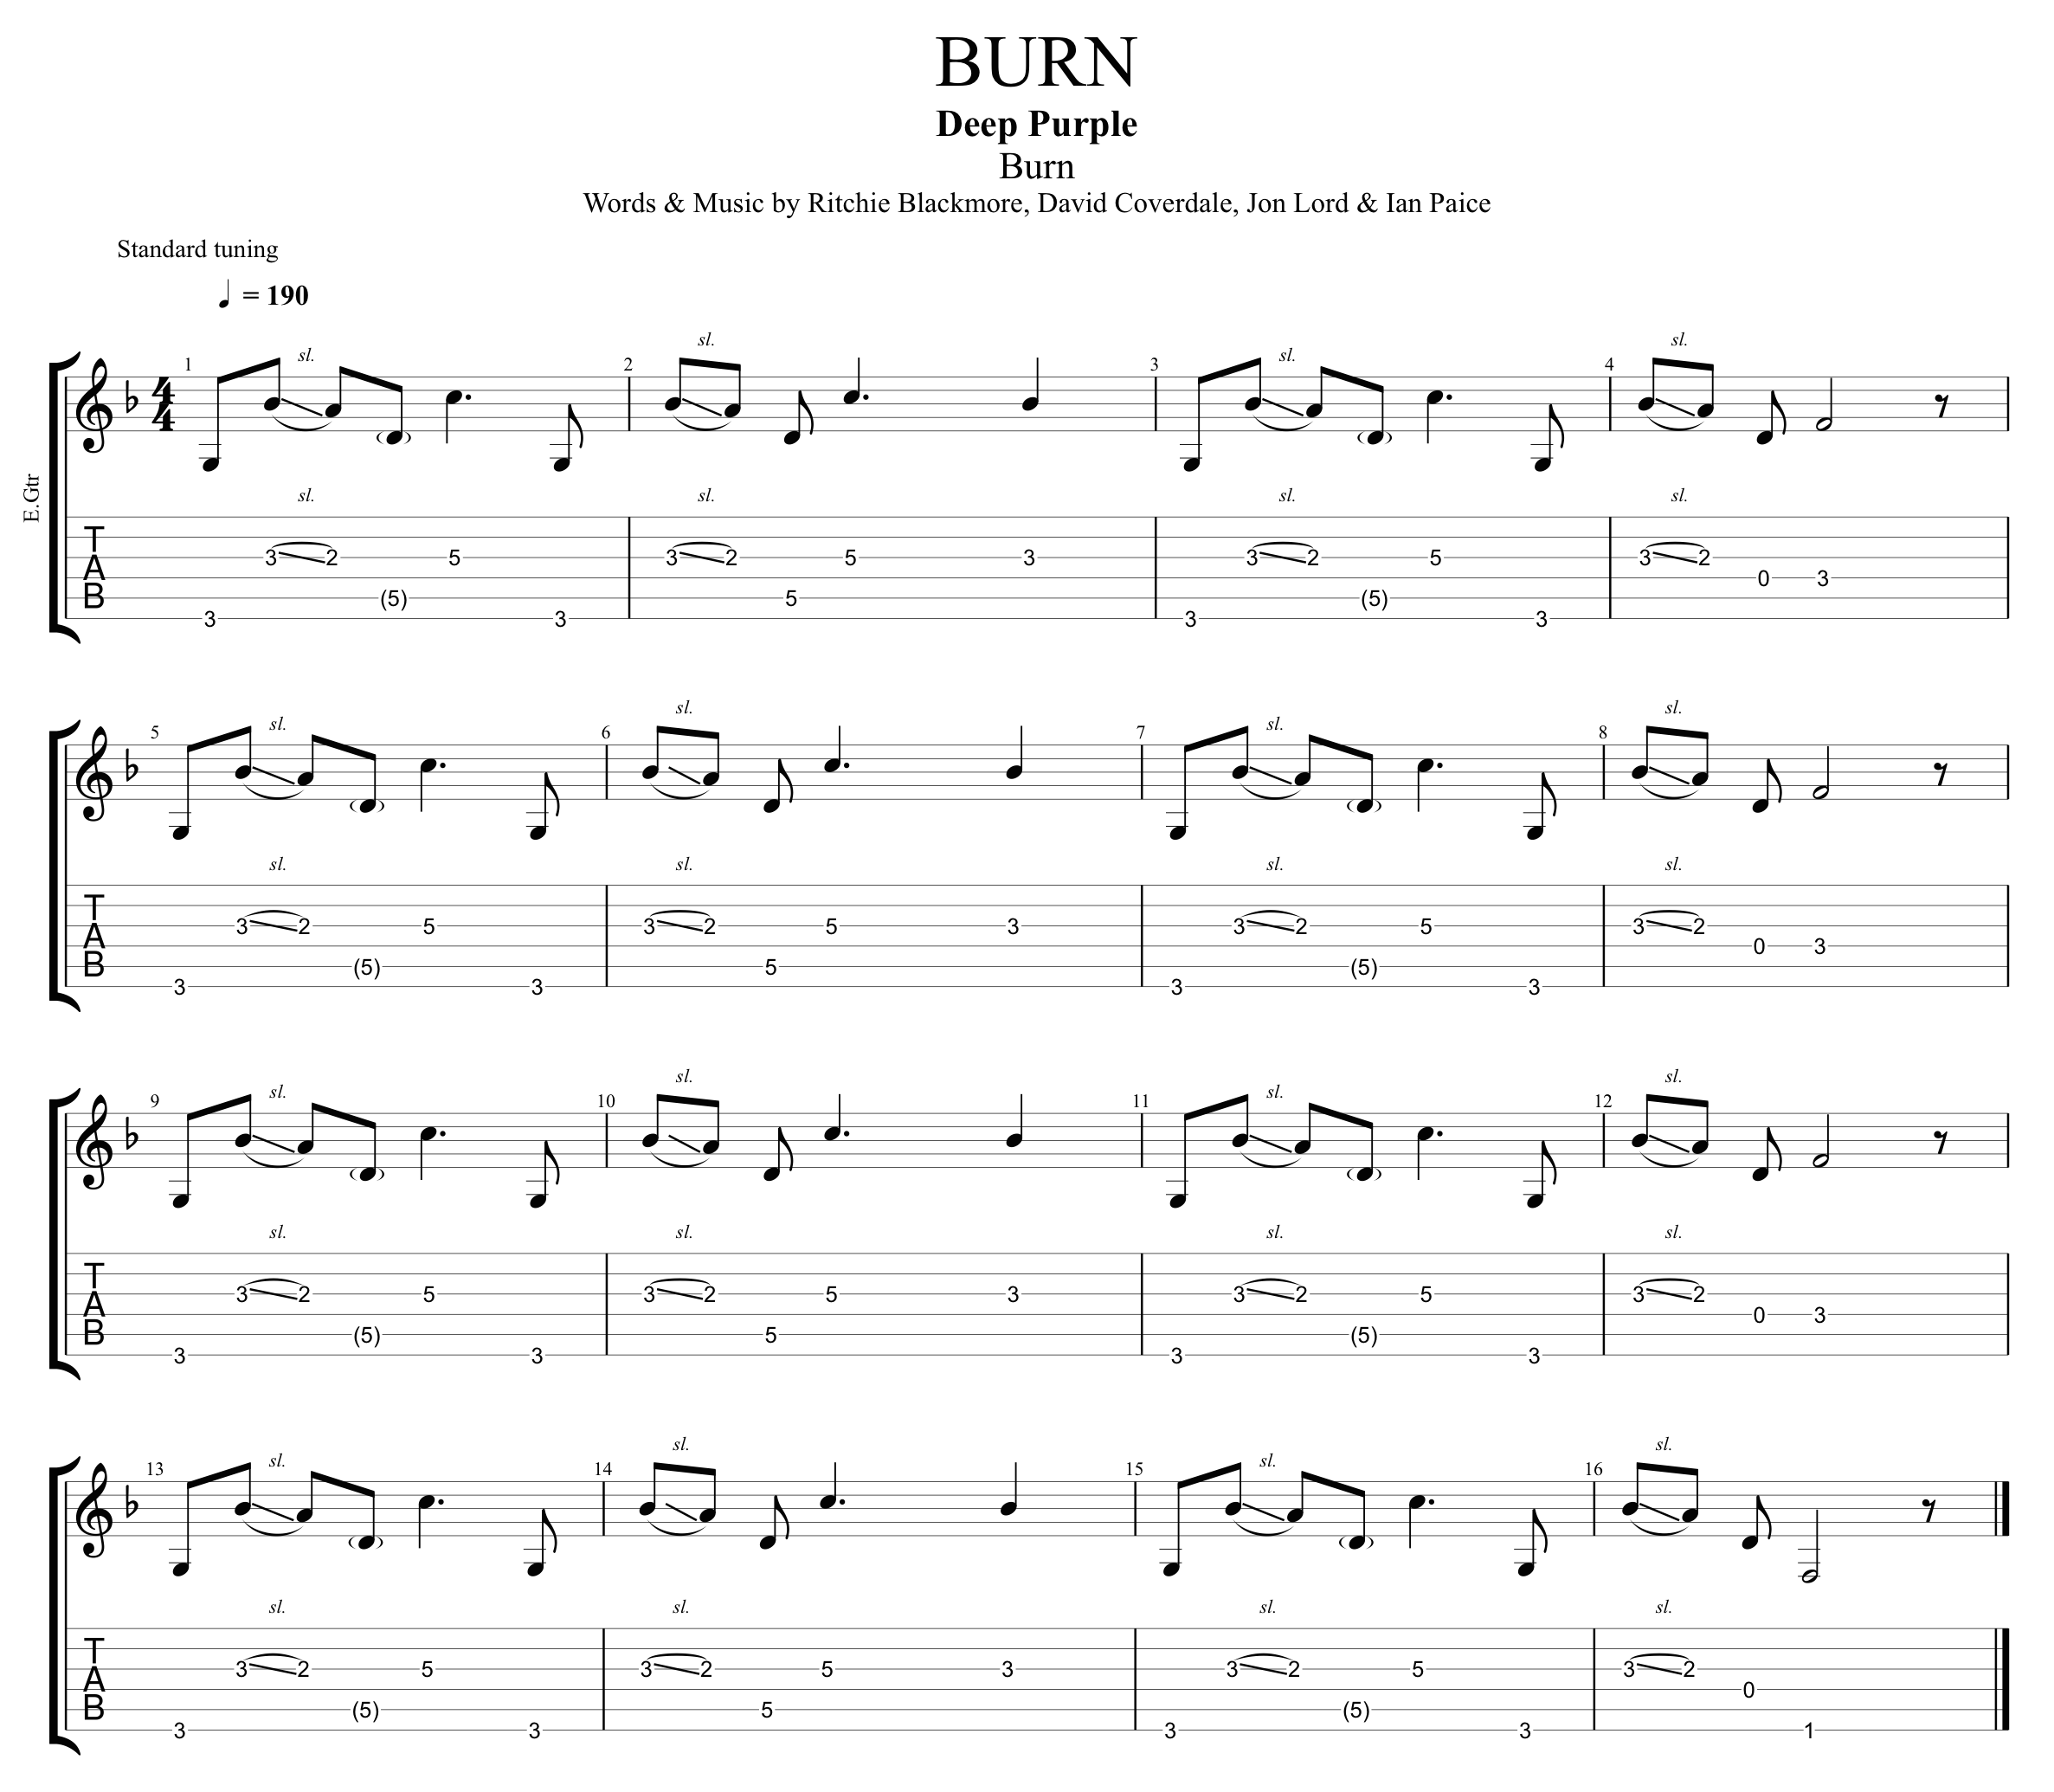 BURN
Deep Purple
Burn
Words & Music by Ritchie Blackmore, David Coverdale, Jon Lord & Ian Paice
Standard tuning
= 190
E.Gtr
4
4
1 sl. 2 sl. 3 sl. 4 sl.
sl. sl. sl. sl.
T
A
B
3 3 2 (5) 5 3 3 2 5 5 3 3 3 2 (5) 5 3 3 2 0 3
5 sl. 6 sl. 7 sl. 8 sl.
sl. sl. sl. sl.
T
A
B
3 3 2 (5) 5 3 3 2 5 5 3 3 3 2 (5) 5 3 3 2 0 3
9 sl. 10 sl. 11 sl. 12 sl.
sl. sl. sl. sl.
T
A
B
3 3 2 (5) 5 3 3 2 5 5 3 3 3 2 (5) 5 3 3 2 0 3
13 sl. 14 sl. 15 sl. 16 sl.
sl. sl. sl. sl.
T
A
B
3 3 2 (5) 5 3 3 2 5 5 3 3 3 2 (5) 5 3 3 2 0 1